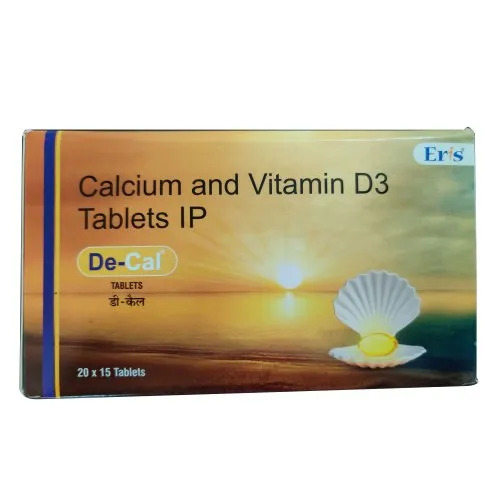 Eris
Calcium and Vitamin D3
Tablets IP
De-Cal
TABLETS
डी-कैल
20 x 15 Tablets